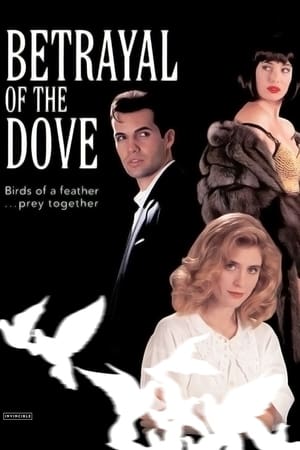 BETRAYAL
OF THE
DOVE
Birds of a feather
...prey together
INVINCIBLE